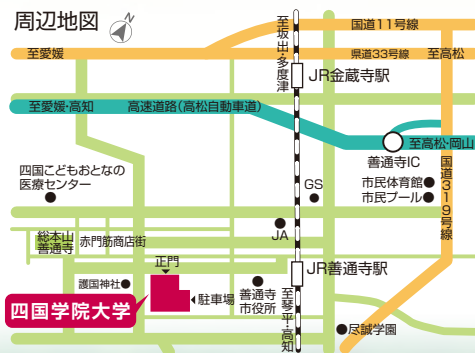 周辺地図
N
国道11号線
至坂出・多度津
至愛媛
県道33号線
至高松
JR金蔵寺駅
至愛媛・高知
高速道路（高松自動車道）
至高松・岡山
善通寺IC
国道319号線
四国こどもおとなの
医療センター
市民体育館
市民プール
GS
JA
総本山
善通寺
赤門筋商店街
正門
JR善通寺駅
護国神社
駐車場
善通寺
市役所
四国学院大学
至琴平・高知
尽誠学園